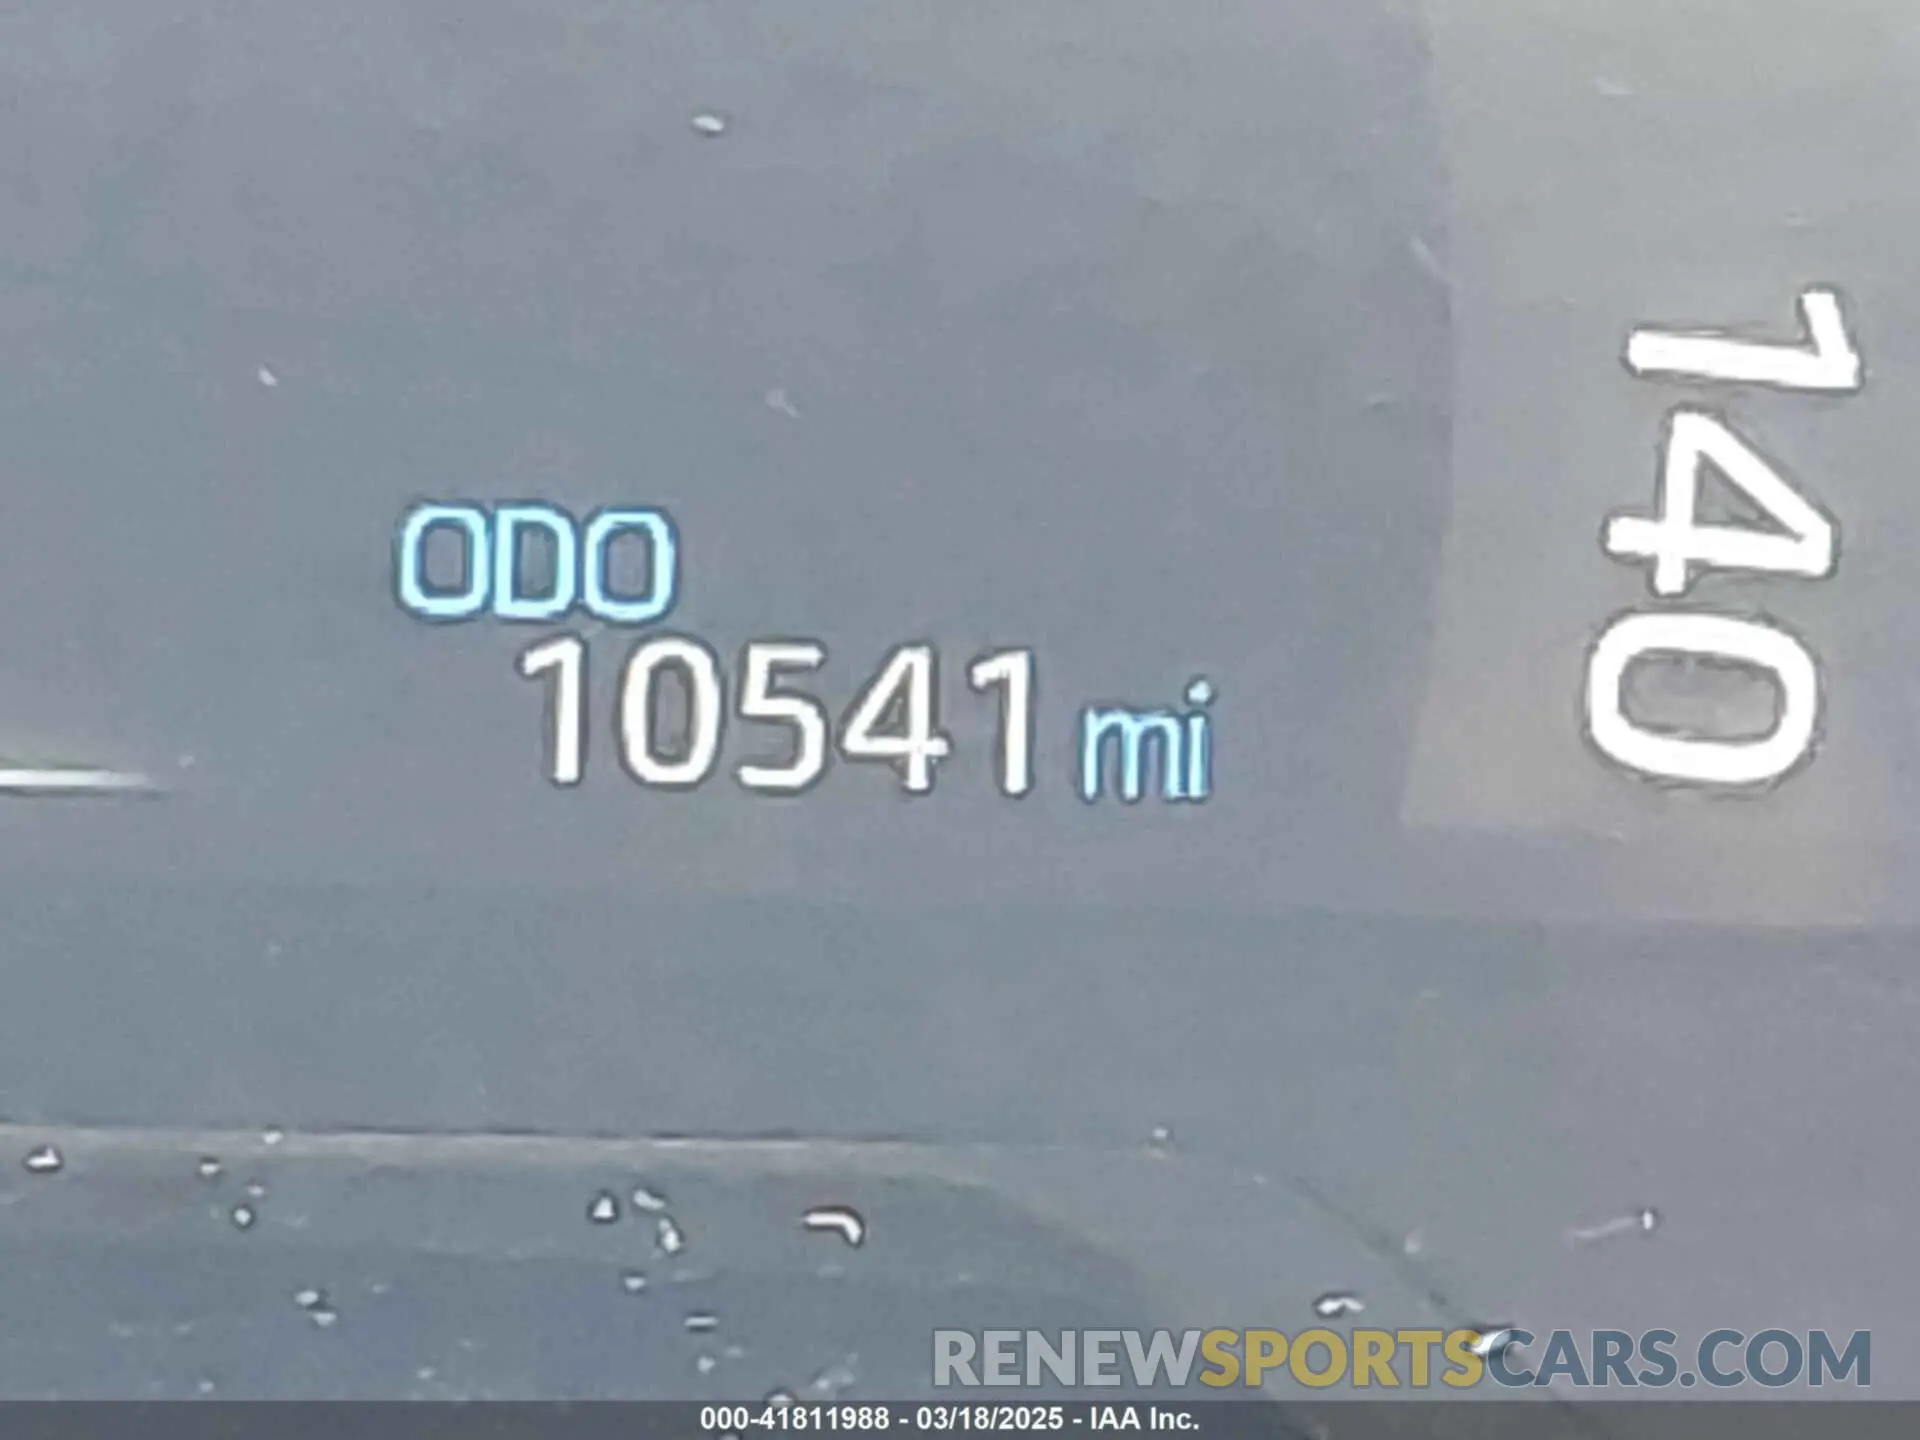 ODO
10541 mi
140
RENEWSPORTSCARS.COM
000-41811988 - 03/18/2025 - IAA Inc.